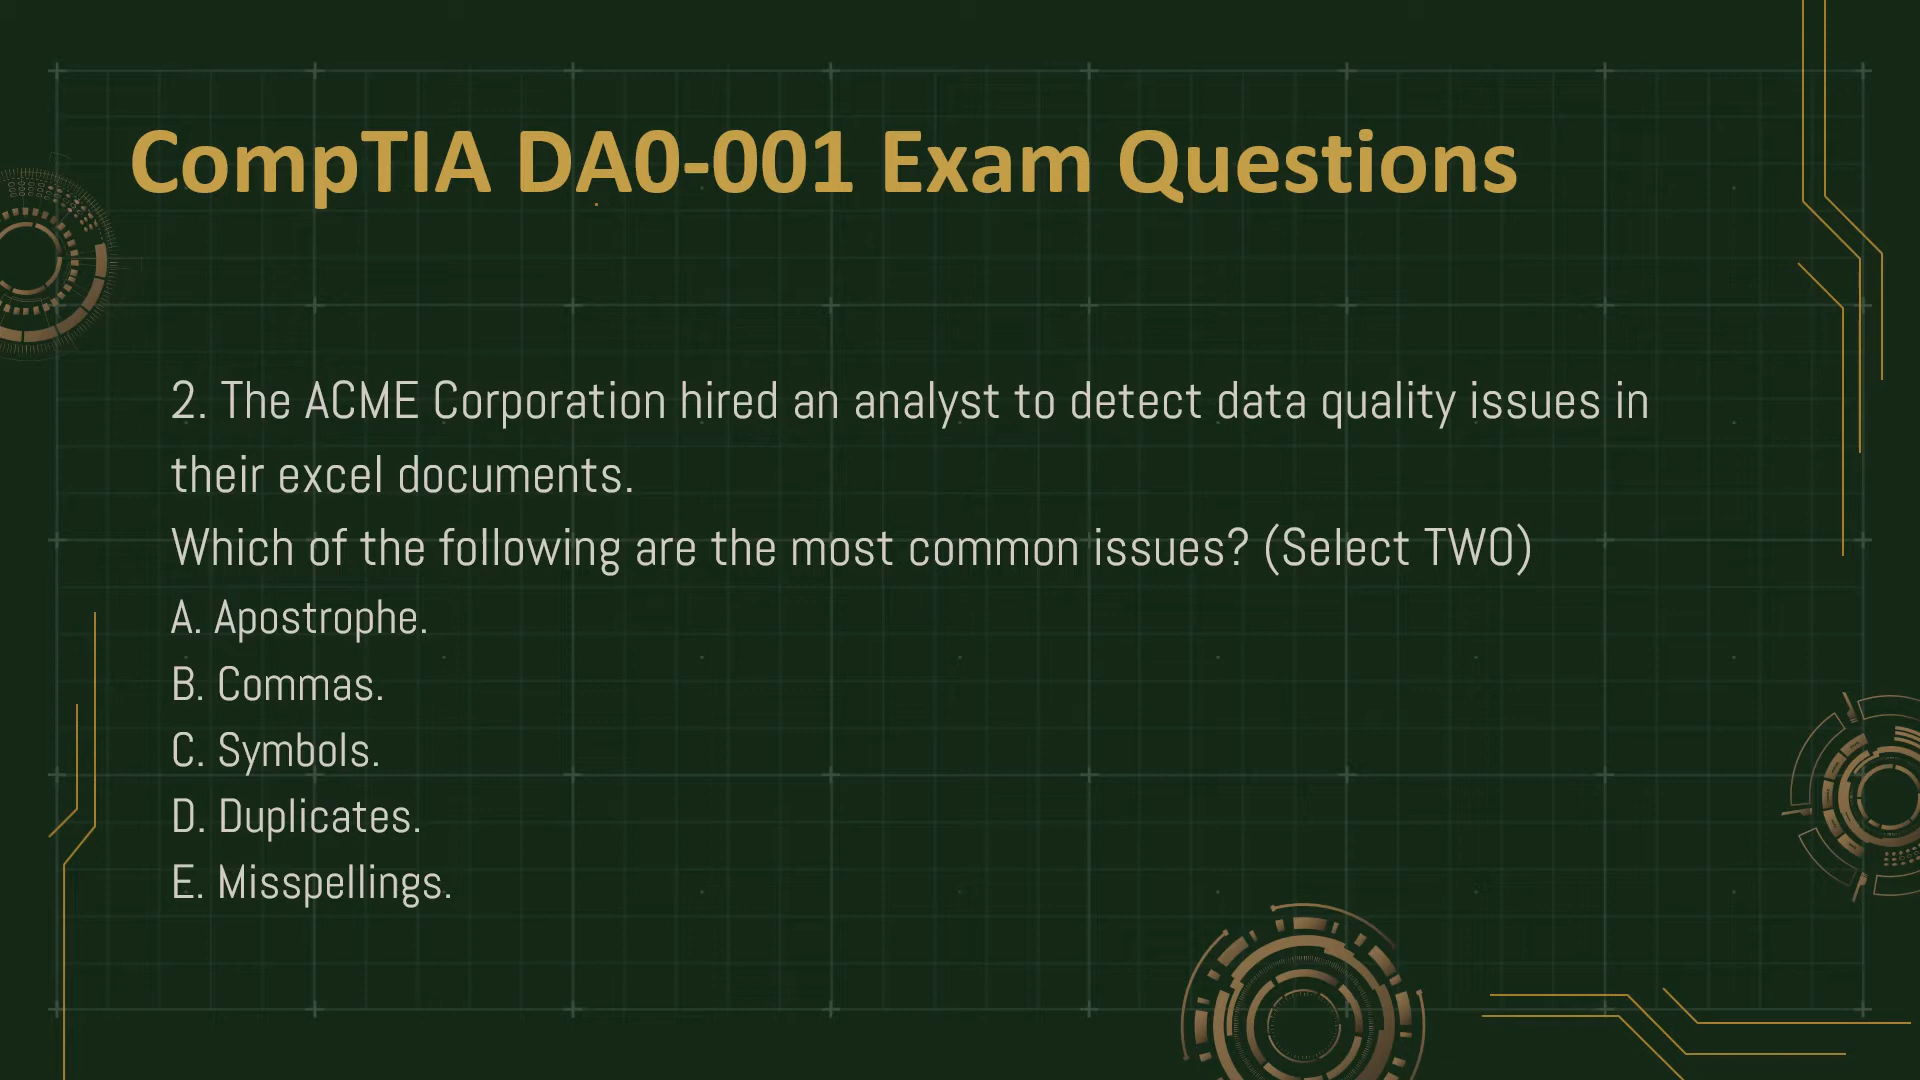 CompTIA DA0-001 Exam Questions
2. The ACME Corporation hired an analyst to detect data quality issues in
their excel documents.
Which of the following are the most common issues? (Select TWO)
A. Apostrophe.
B. Commas.
C. Symbols.
D. Duplicates.
E. Misspellings.